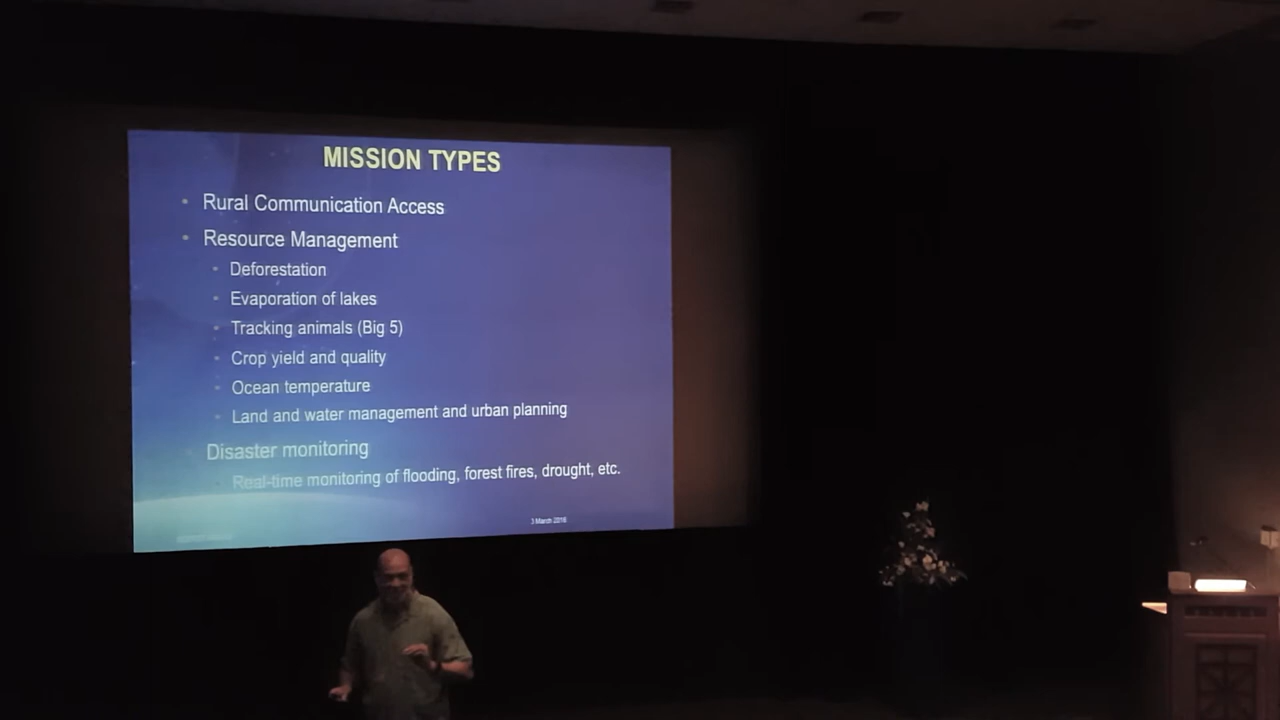 MISSION TYPES
• Rural Communication Access
• Resource Management
• Deforestation
• Evaporation of lakes
• Tracking animals (Big 5)
• Crop yield and quality
• Ocean temperature
• Land and water management and urban planning
Disaster monitoring
Real-time monitoring of flooding, forest fires, drought, etc.
3 March 2016